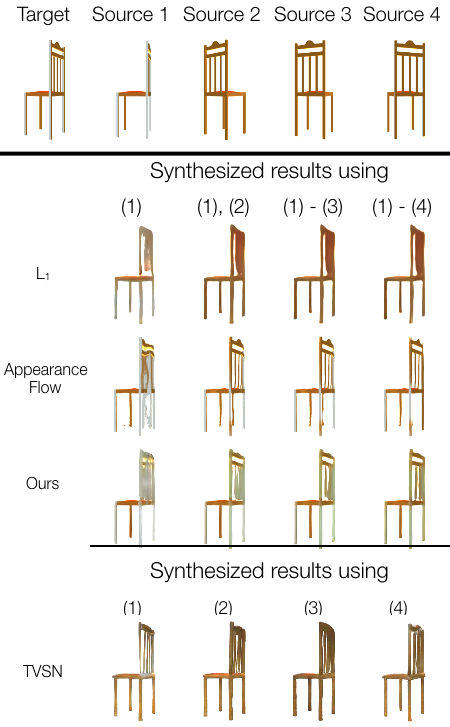 Target Source 1 Source 2 Source 3 Source 4
Synthesized results using
(1) (1), (2) (1) - (3) (1) - (4)
L₁
Appearance
Flow
Ours
Synthesized results using
(1) (2) (3) (4)
TVSN